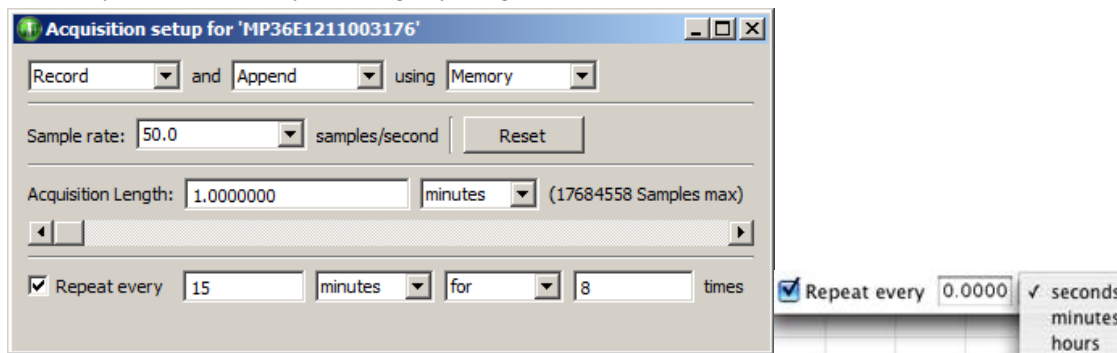 Acquisition setup for 'MP36E1211003176'
Record and Append using Memory
Sample rate: 50.0 samples/second Reset
Acquisition Length: 1.0000000 minutes (17684558 Samples max)
Repeat every 15 minutes for 8 times
Repeat every 0.0000 ✓ seconds
minutes
hours